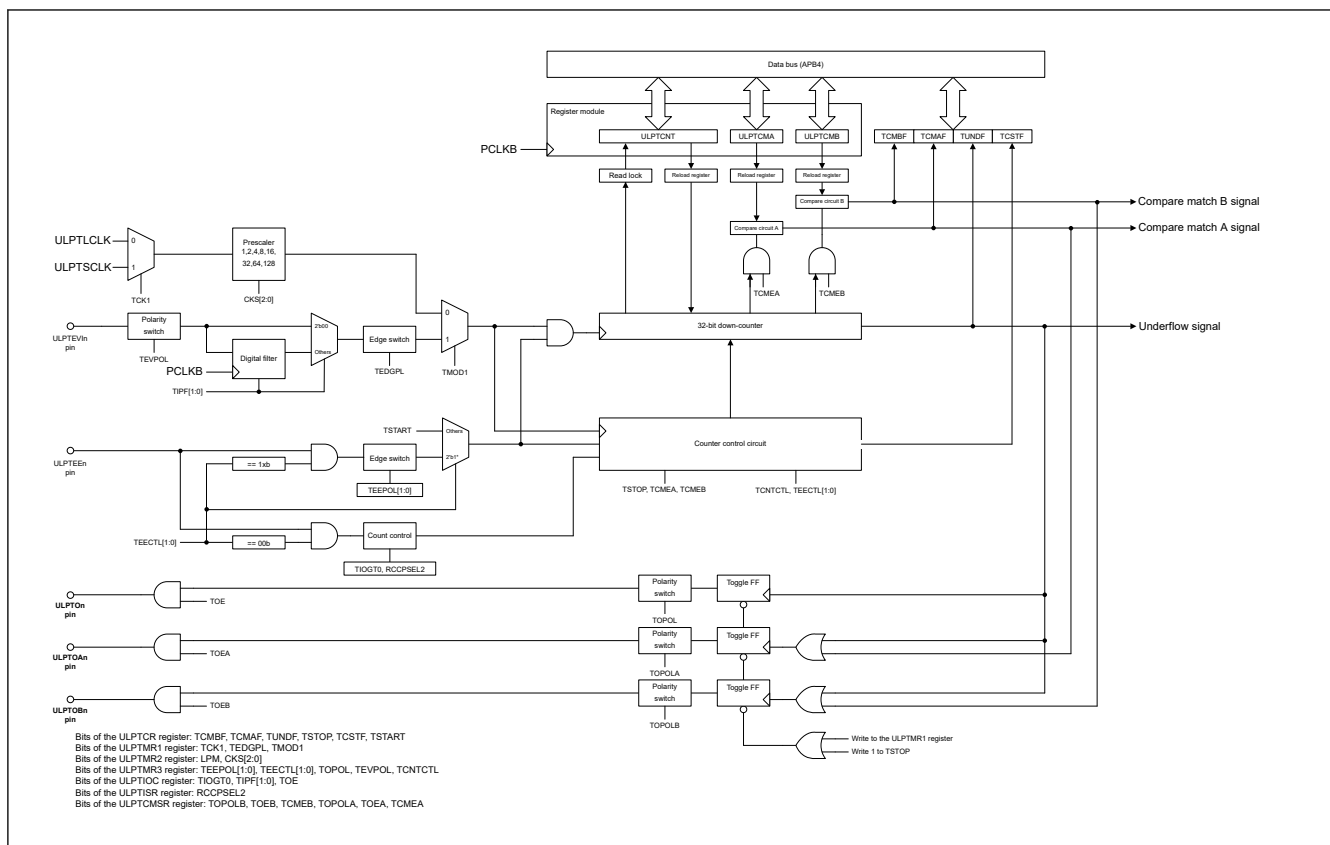 Data bus (APB4)
Register module
ULPTCNT
ULPTCMA
ULPTCMB
TCMBF
TCMAF
TUNDF
TCSTF
PCLKB
Read lock
Reload register
Reload register
Reload register
Compare circuit B
Compare match B signal
Compare circuit A
Compare match A signal
ULPTLCLK
0
ULPTSCLK
1
Prescaler
1,2,4,8,16,
32,64,128
TCK1
CKS[2:0]
TCMEA
TCMEB
ULPTEVIn
pin
Polarity
switch
TEVPOL
2'b00
Others
Digital filter
PCLKB
TIPF[1:0]
Edge switch
TEDGPL
0
1
TMOD1
32-bit down-counter
Underflow signal
TSTART
Others
2'b1*
Counter control circuit
ULPTEEn
pin
== 1xb
Edge switch
TEEPOL[1:0]
TSTOP, TCMEA, TCMEB
TCNTCTL, TEECTL[1:0]
TEECTL[1:0]
== 00b
Count control
TIOGT0, RCCPSEL2
ULPTOn
pin
TOE
Polarity
switch
TOPOL
Toggle FF
ULPTOAn
pin
TOEA
Polarity
switch
TOPOLA
Toggle FF
ULPTOBn
pin
TOEB
Polarity
switch
TOPOLB
Toggle FF
Write to the ULPTMR1 register
Write 1 to TSTOP
Bits of the ULPTCR register: TCMBF, TCMAF, TUNDF, TSTOP, TCSTF, TSTART
Bits of the ULPTMR1 register: TCK1, TEDGPL, TMOD1
Bits of the ULPTMR2 register: LPM, CKS[2:0]
Bits of the ULPTMR3 register: TEEPOL[1:0], TEECTL[1:0], TOPOL, TEVPOL, TCNTCTL
Bits of the ULPTIOC register: TIOGT0, TIPF[1:0], TOE
Bits of the ULPTISR register: RCCPSEL2
Bits of the ULPTCMSR register: TOPOLB, TOEB, TCMEB, TOPOLA, TOEA, TCMEA